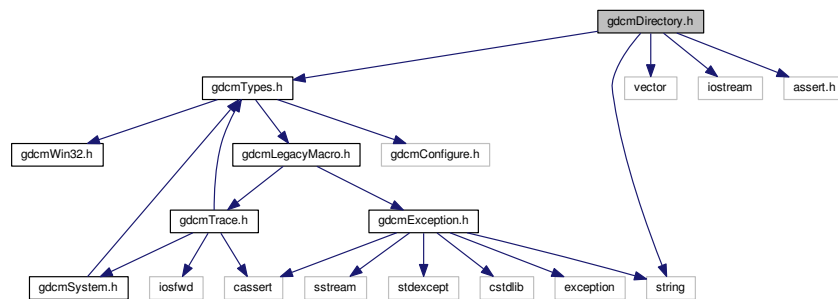 gdcmDirectory.h
gdcmTypes.h
vector
iostream
assert.h
gdcmWin32.h
gdcmLegacyMacro.h
gdcmConfigure.h
gdcmTrace.h
gdcmException.h
gdcmSystem.h
iosfwd
cassert
sstream
stdexcept
cstdlib
exception
string